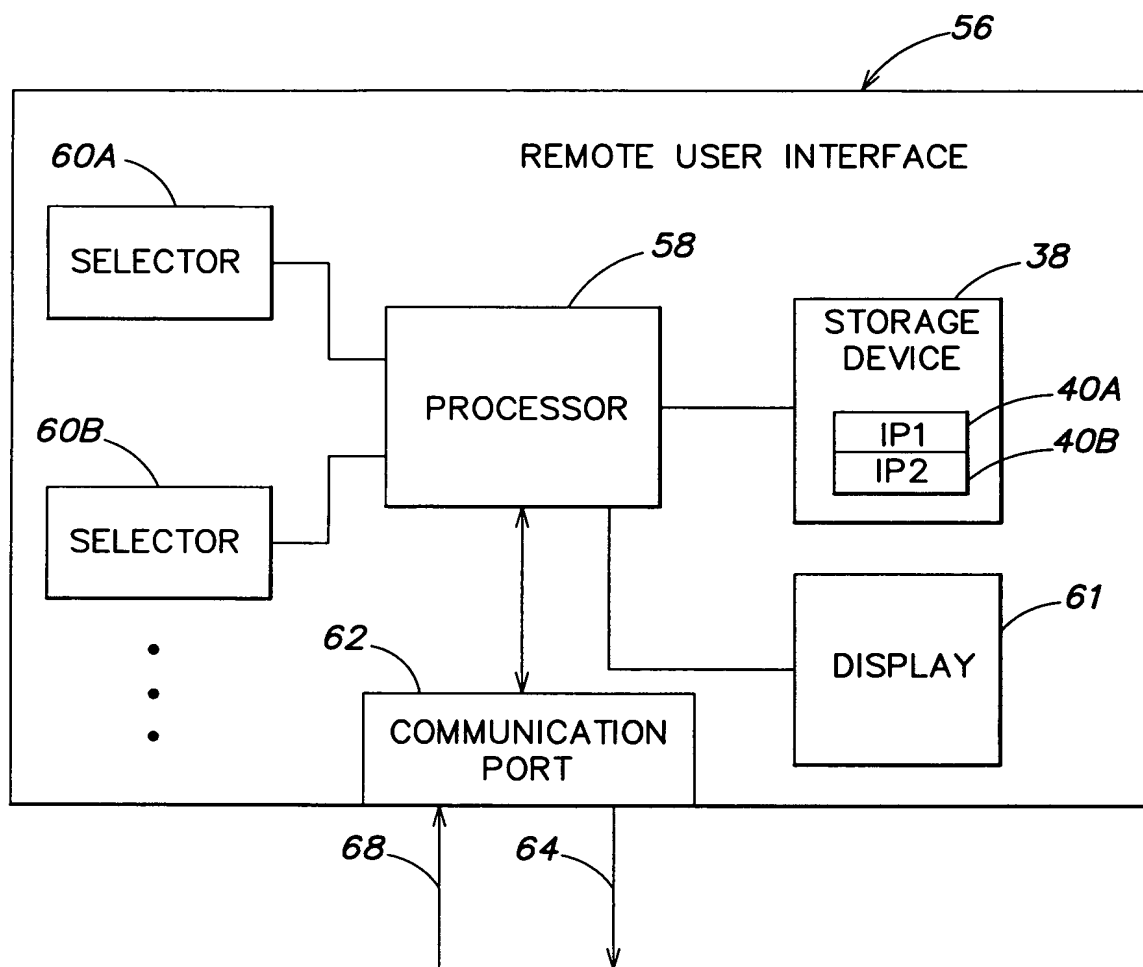 56
REMOTE USER INTERFACE
60A
SELECTOR
58
PROCESSOR
38
STORAGE
DEVICE
40A
IP1
40B
IP2
60B
SELECTOR
62
COMMUNICATION
PORT
61
DISPLAY
68
64